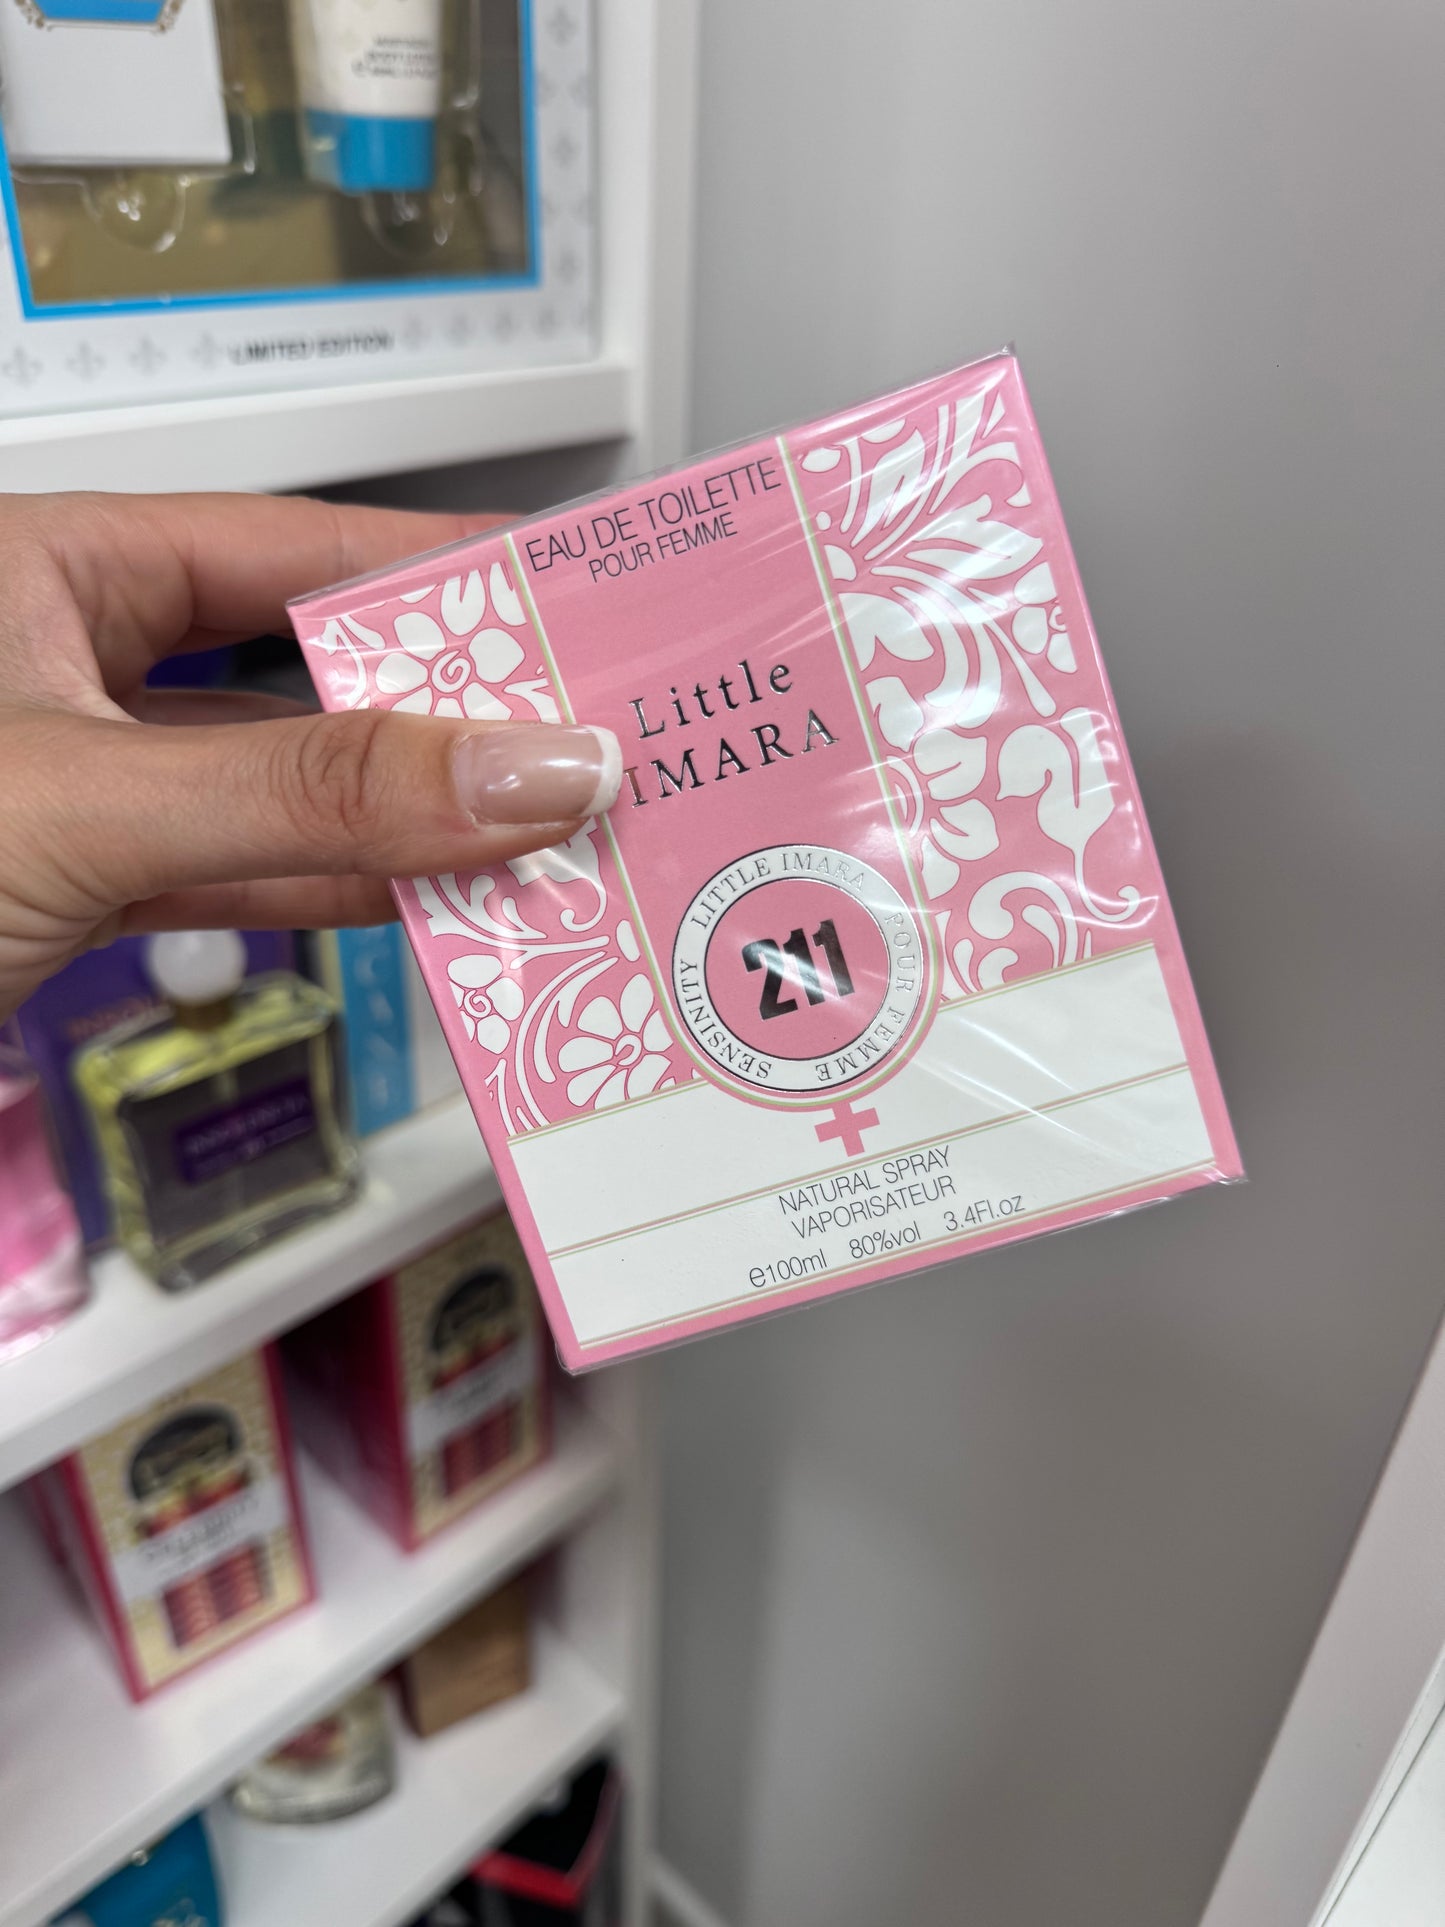 LIMITED EDITION
EAU DE TOILETTE
POUR FEMME
Little
IMARA
LITTLE IMARA POUR FEMME SENSINITY
211
NATURAL SPRAY
VAPORISATEUR
e100ml 80%vol 3.4Fl.oz